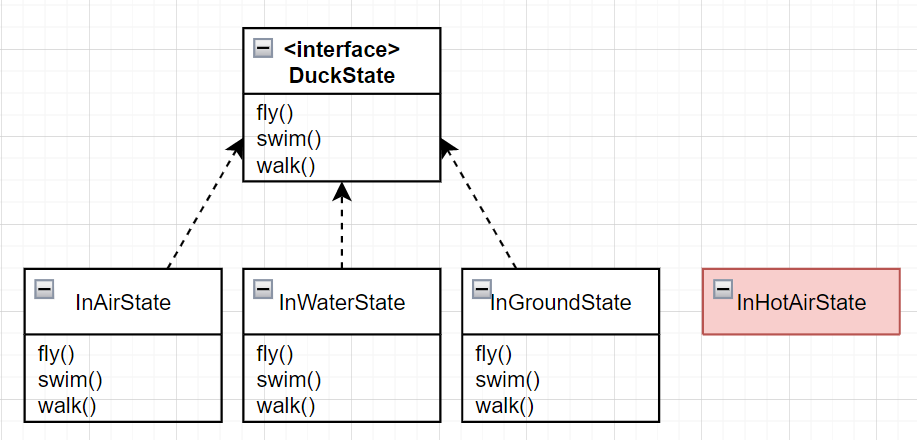 <interface>
DuckState
fly()
swim()
walk()
InAirState
fly()
swim()
walk()
InWaterState
fly()
swim()
walk()
InGroundState
fly()
swim()
walk()
InHotAirState